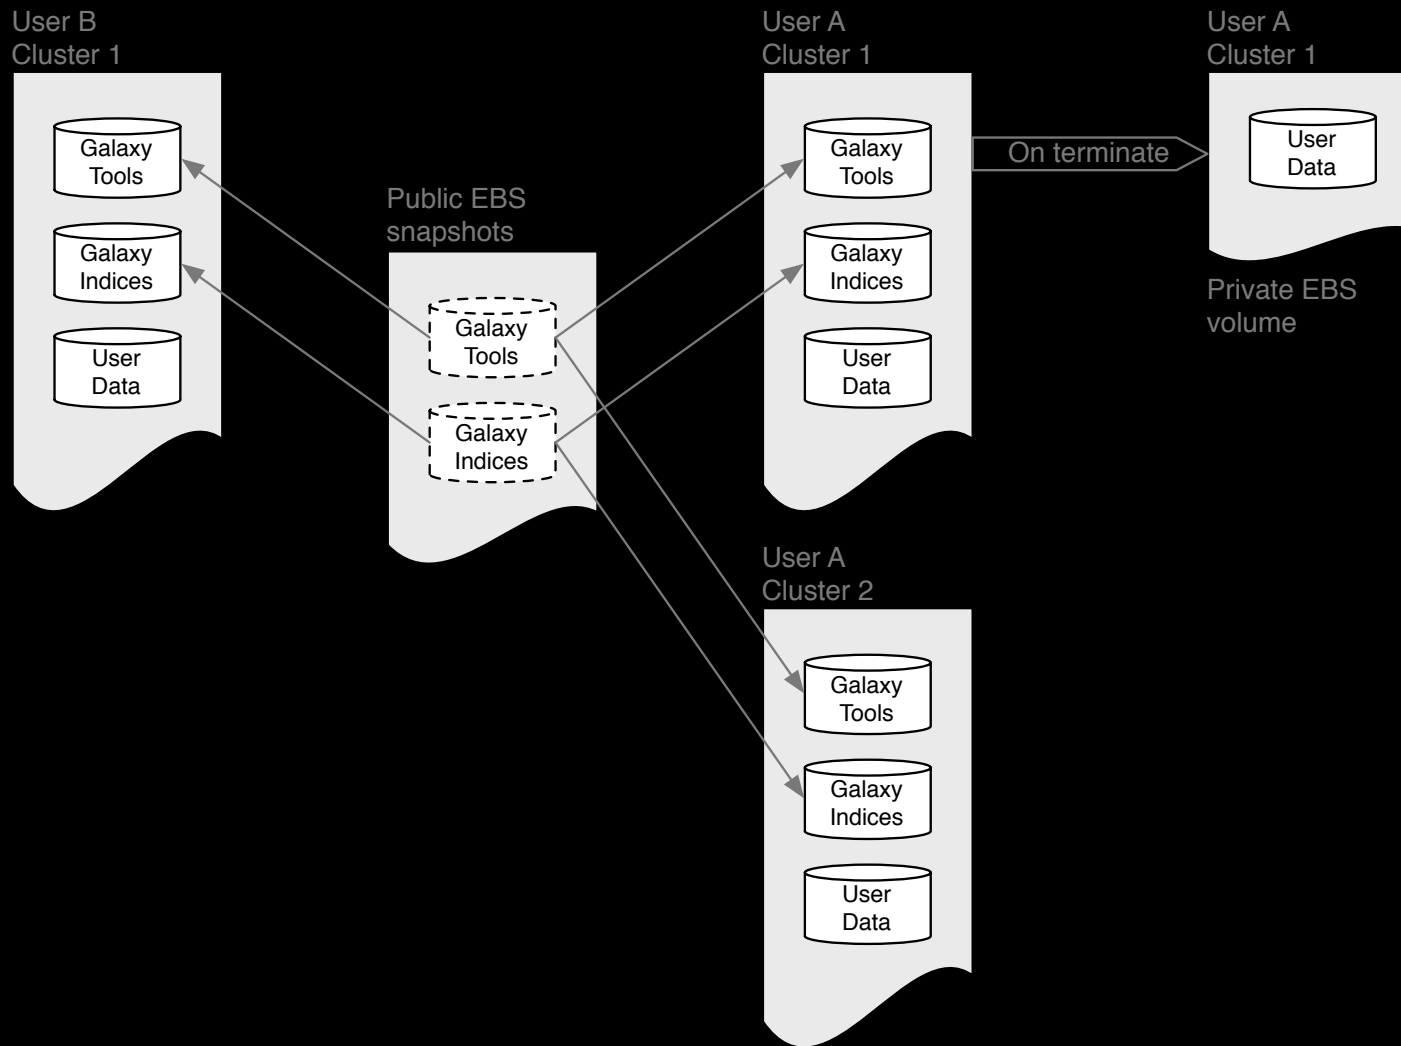 User B
Cluster 1
Galaxy
Tools
Galaxy
Indices
User
Data
Public EBS
snapshots
Galaxy
Tools
Galaxy
Indices
User A
Cluster 1
Galaxy
Tools
Galaxy
Indices
User
Data
On terminate
User A
Cluster 1
User
Data
Private EBS
volume
User A
Cluster 2
Galaxy
Tools
Galaxy
Indices
User
Data